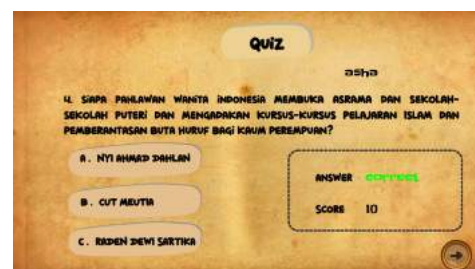 QUIZ
asha
4. SIAPA PAHLAWAN WANITA INDONESIA MEMBUKA ASRAMA DAN SEKOLAH-
SEKOLAH PUTERI DAN MENGADAKAN KURSUS-KURSUS PELAJARAN ISLAM DAN
PEMBERANTASAN BUTA HURUF BAGI KAUM PEREMPUAN?
A. NYI AHMAD DAHLAN
B. CUT MEUTIA
C. RADEN DEWI SARTIKA
ANSWER correct
SCORE 10